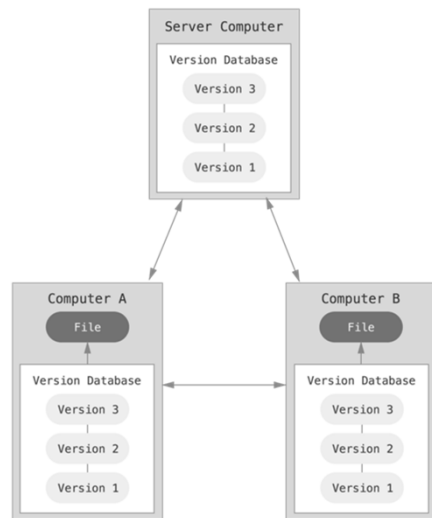 Server Computer
Version Database
Version 3
Version 2
Version 1
Computer A
File
Version Database
Version 3
Version 2
Version 1
Computer B
File
Version Database
Version 3
Version 2
Version 1